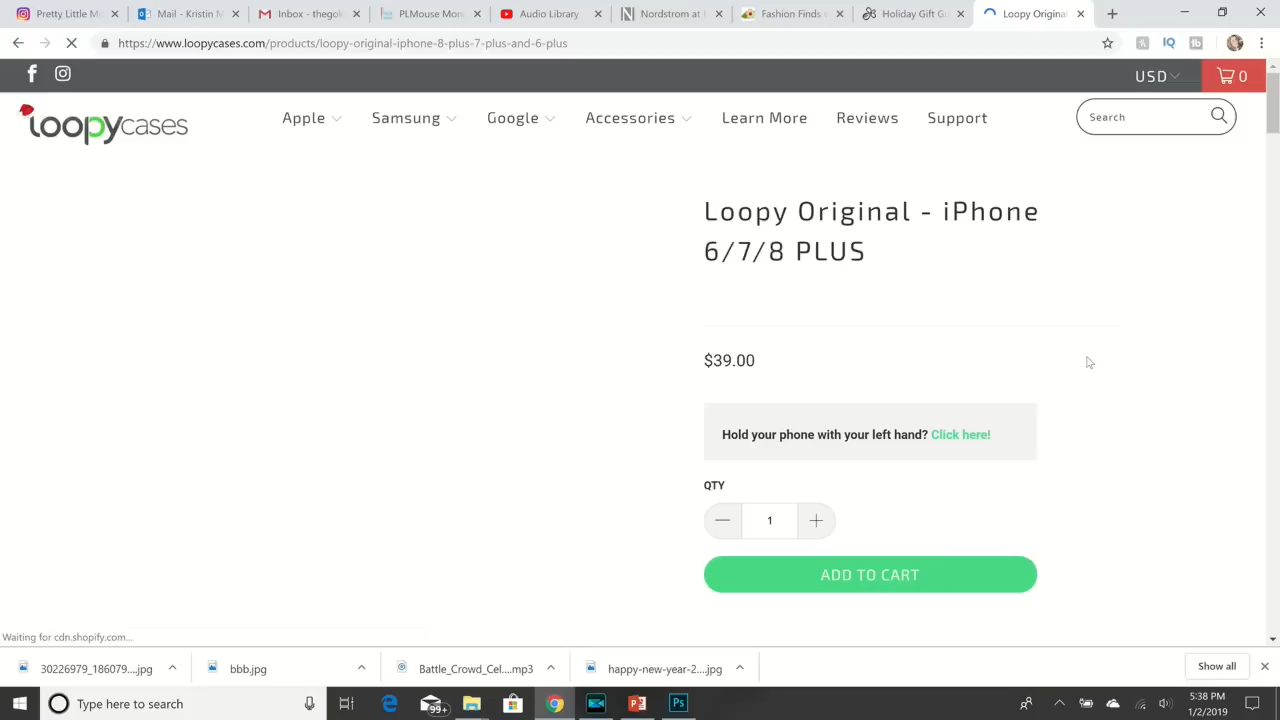 Instagram
Mail - Kristin M
Inbox - thegok
PLMouse Mon
Audio Library
Nordstrom at
Fashion Finds
Holiday Gift Gu
Loopy Original
https://www.loopycases.com/products/loopy-original-iphone-8-plus-7-plus-and-6-plus
USD
0
loopycases
Apple
Samsung
Google
Accessories
Learn More
Reviews
Support
Search
Loopy Original - iPhone
6/7/8 PLUS
$39.00
Hold your phone with your left hand? Click here!
QTY
1
ADD TO CART
Waiting for cdn.shopify.com...
30226979_186079....jpg
bbb.jpg
Battle_Crowd_Cel....mp3
happy-new-year-2....jpg
Show all
Type here to search
99+
5:38 PM
1/2/2019